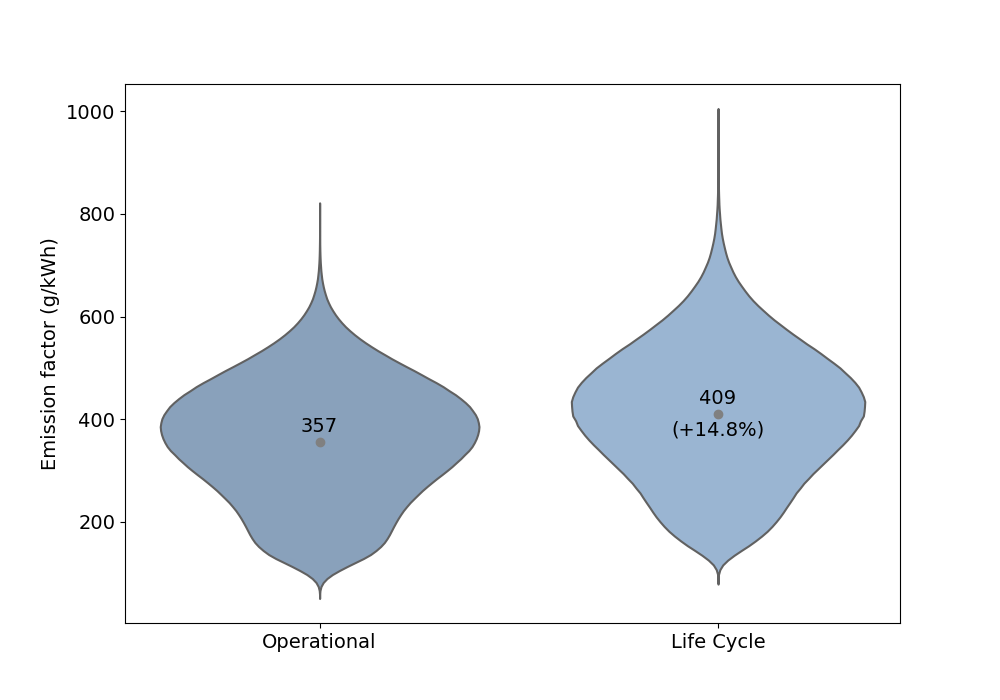 Emission factor (g/kWh)
1000
800
600
400
200
357
409
(+14.8%)
Operational
Life Cycle